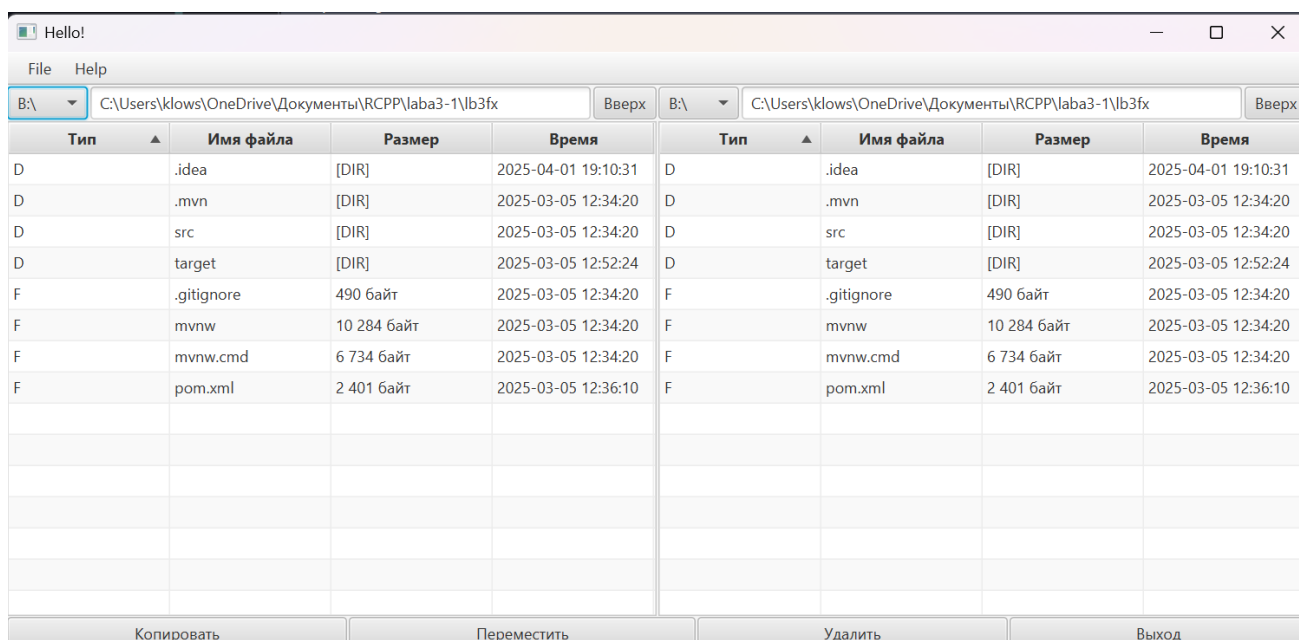 Hello!
File Help
B:\ C:\Users\klows\OneDrive\Документы\RCPP\laba3-1\lb3fx Вверх B:\ C:\Users\klows\OneDrive\Документы\RCPP\laba3-1\lb3fx Вверх
Тип Имя файла Размер Время Тип Имя файла Размер Время
D .idea [DIR] 2025-04-01 19:10:31 D .idea [DIR] 2025-04-01 19:10:31
D .mvn [DIR] 2025-03-05 12:34:20 D .mvn [DIR] 2025-03-05 12:34:20
D src [DIR] 2025-03-05 12:34:20 D src [DIR] 2025-03-05 12:34:20
D target [DIR] 2025-03-05 12:52:24 D target [DIR] 2025-03-05 12:52:24
F .gitignore 490 байт 2025-03-05 12:34:20 F .gitignore 490 байт 2025-03-05 12:34:20
F mvnw 10 284 байт 2025-03-05 12:34:20 F mvnw 10 284 байт 2025-03-05 12:34:20
F mvnw.cmd 6 734 байт 2025-03-05 12:34:20 F mvnw.cmd 6 734 байт 2025-03-05 12:34:20
F pom.xml 2 401 байт 2025-03-05 12:36:10 F pom.xml 2 401 байт 2025-03-05 12:36:10
Копировать Переместить Удалить Выход